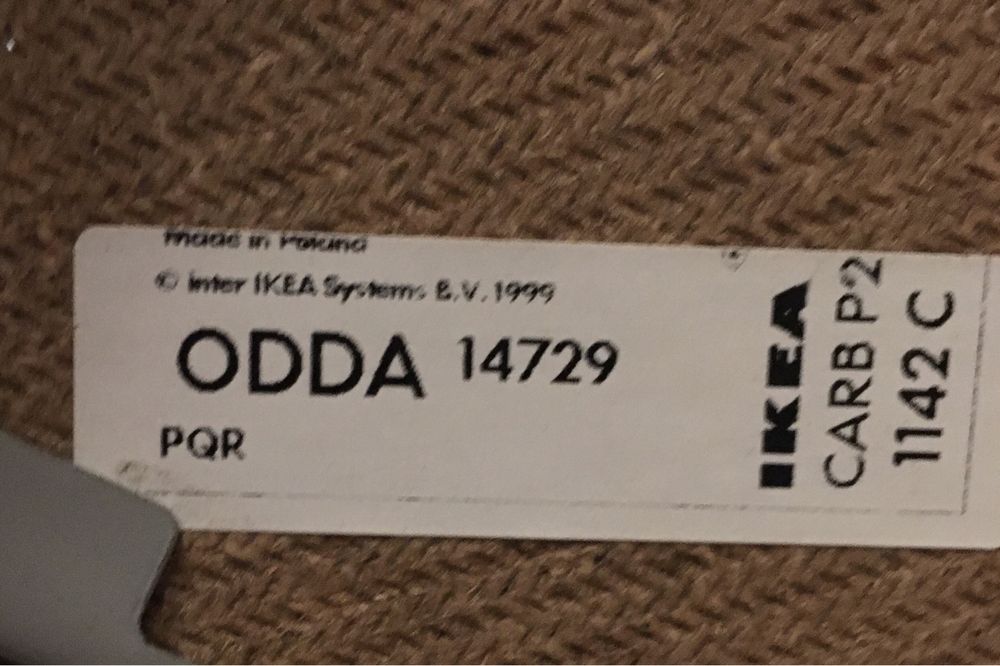 Made in Poland
© Inter IKEA Systems B.V. 1999
ODDA 14729
PQR
IKEA
CARB P2
1142 C